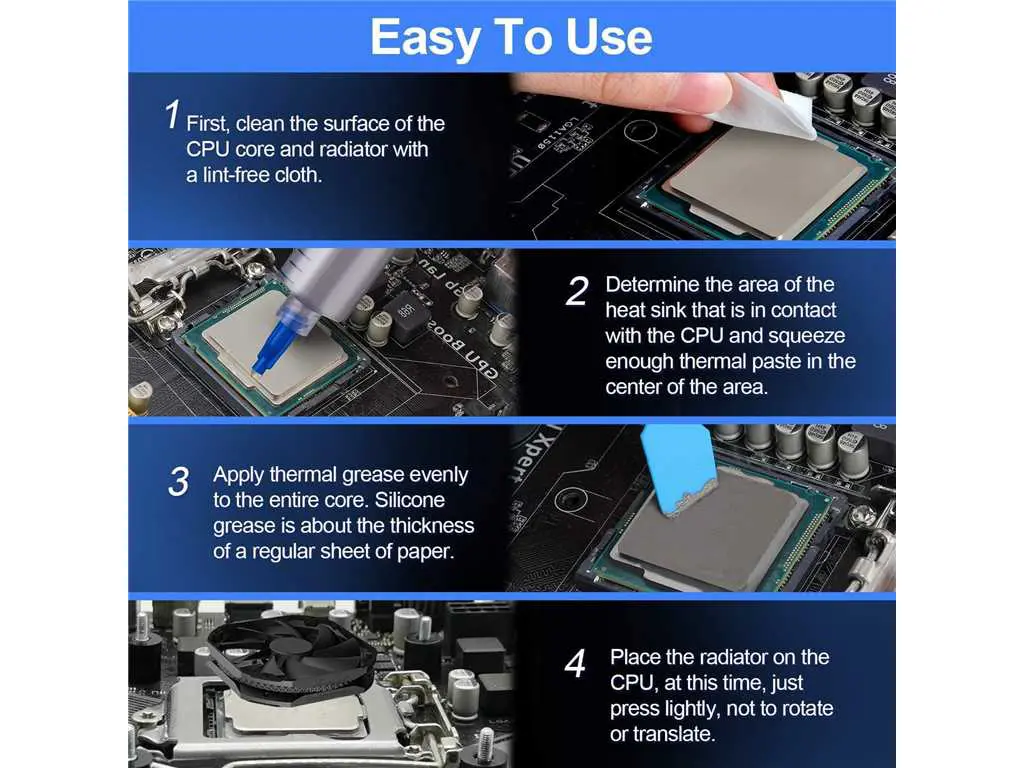 Easy To Use
1
First, clean the surface of the
CPU core and radiator with
a lint-free cloth.
LGA1150
2
Determine the area of the
heat sink that is in contact
with the CPU and squeeze
enough thermal paste in the
center of the area.
GPU Boos
3
Apply thermal grease evenly
to the entire core. Silicone
grease is about the thickness
of a regular sheet of paper.
Xpert
4
Place the radiator on the
CPU, at this time, just
press lightly, not to rotate
or translate.